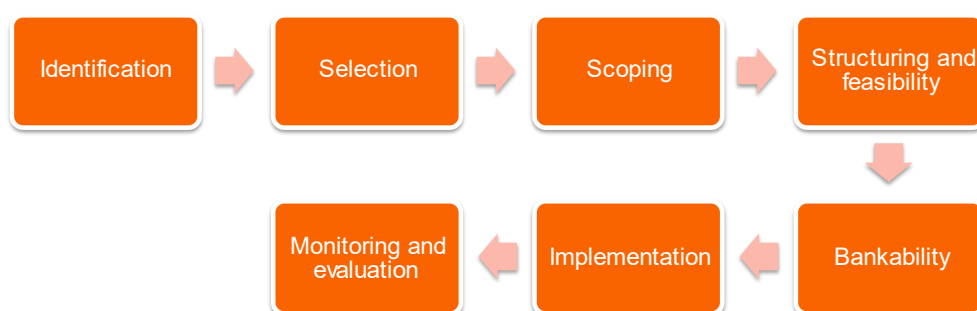 Identification
Selection
Scoping
Structuring and
feasibility
Bankability
Implementation
Monitoring and
evaluation